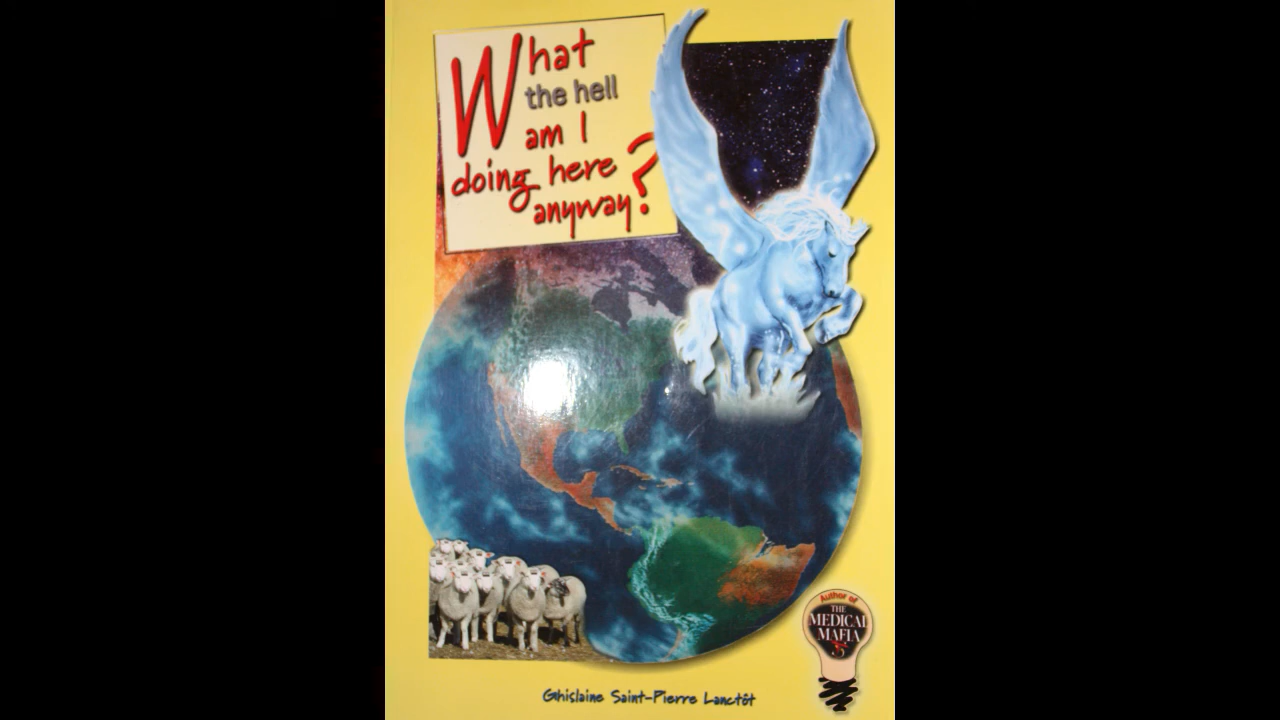 What
the hell
am I
doing here
anyway?
Author of
THE
MEDICAL
MAFIA
Ghislaine Saint-Pierre Lanctôt